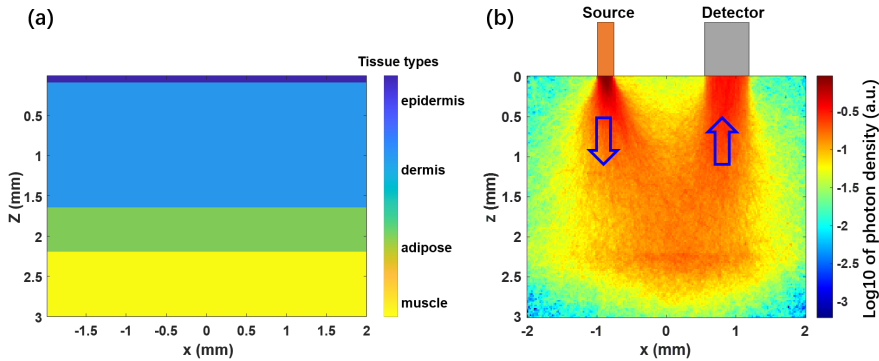 (a)
Tissue types
epidermis
dermis
adipose
muscle
0.5
1
1.5
2
2.5
3
Z (mm)
-1.5
-1
-0.5
0
0.5
1
1.5
2
x (mm)
(b)
Source
Detector
0
0.5
1
1.5
2
2.5
3
z (mm)
-2
-1
0
1
2
x (mm)
-0.5
-1
-1.5
-2
-2.5
-3
Log10 of photon density (a.u.)